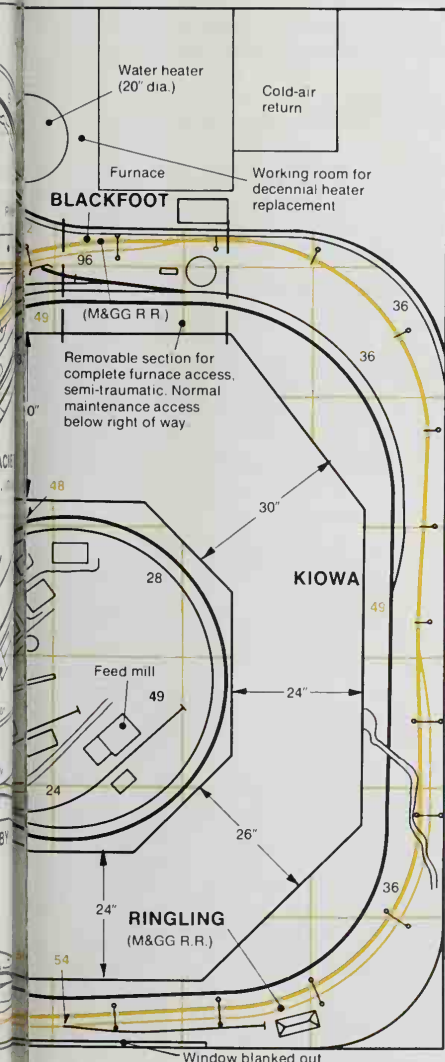 Water heater
(20" dia.)
Cold-air
return
Furnace
Working room for
decennial heater
replacement
BLACKFOOT
96
36
(M&GG R.R.)
49
36
Removable section for
complete furnace access,
semi-traumatic. Normal
maintenance access
below right of way
0"
48
30"
28
KIOWA
49
Feed mill
49
24"
24
26"
36
24"
RINGLING
(M&GG R.R.)
54
Window blanked out